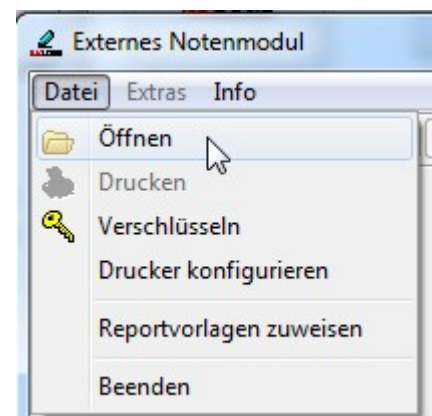 Externes Notenmodul
Datei Extras Info
Öffnen
Drucken
Verschlüsseln
Drucker konfigurieren
Reportvorlagen zuweisen
Beenden